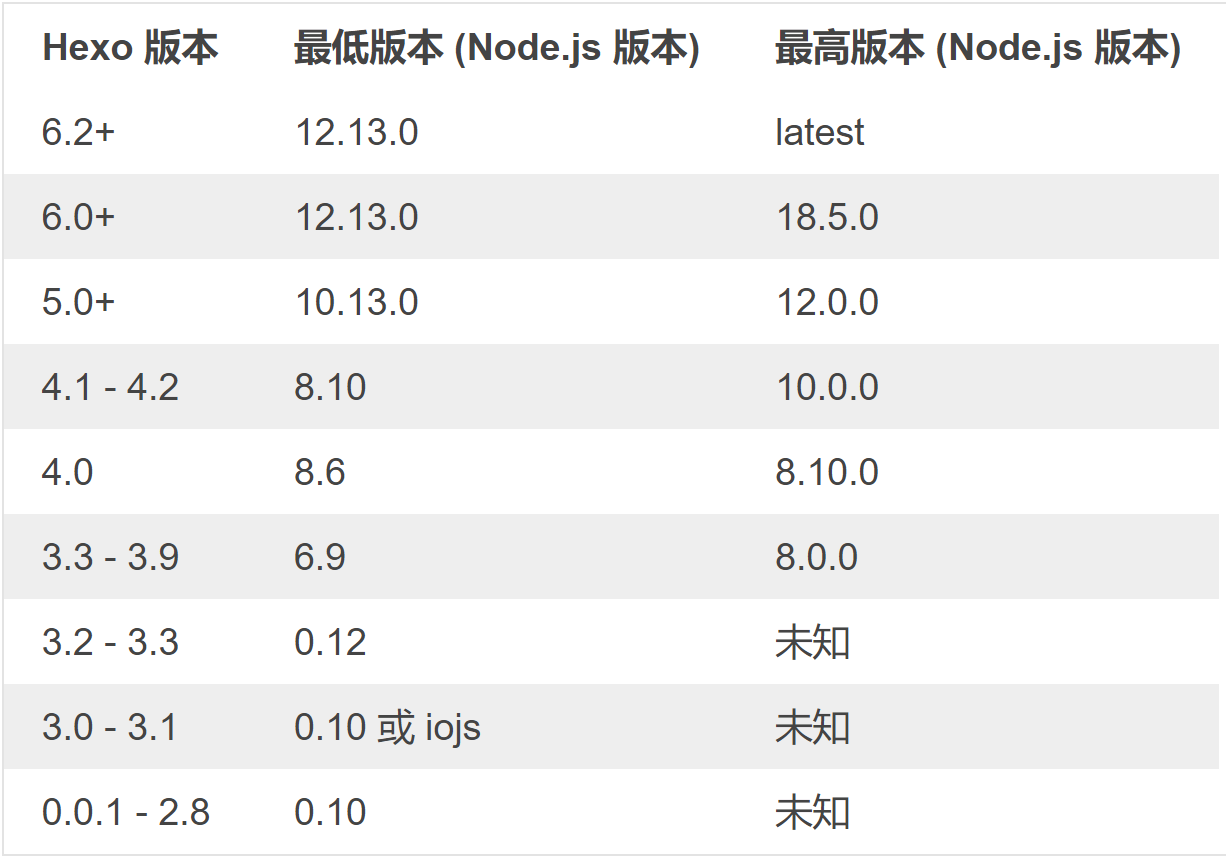 Hexo 版本 最低版本 (Node.js 版本) 最高版本 (Node.js 版本)
6.2+ 12.13.0 latest
6.0+ 12.13.0 18.5.0
5.0+ 10.13.0 12.0.0
4.1 - 4.2 8.10 10.0.0
4.0 8.6 8.10.0
3.3 - 3.9 6.9 8.0.0
3.2 - 3.3 0.12 未知
3.0 - 3.1 0.10 或 iojs 未知
0.0.1 - 2.8 0.10 未知